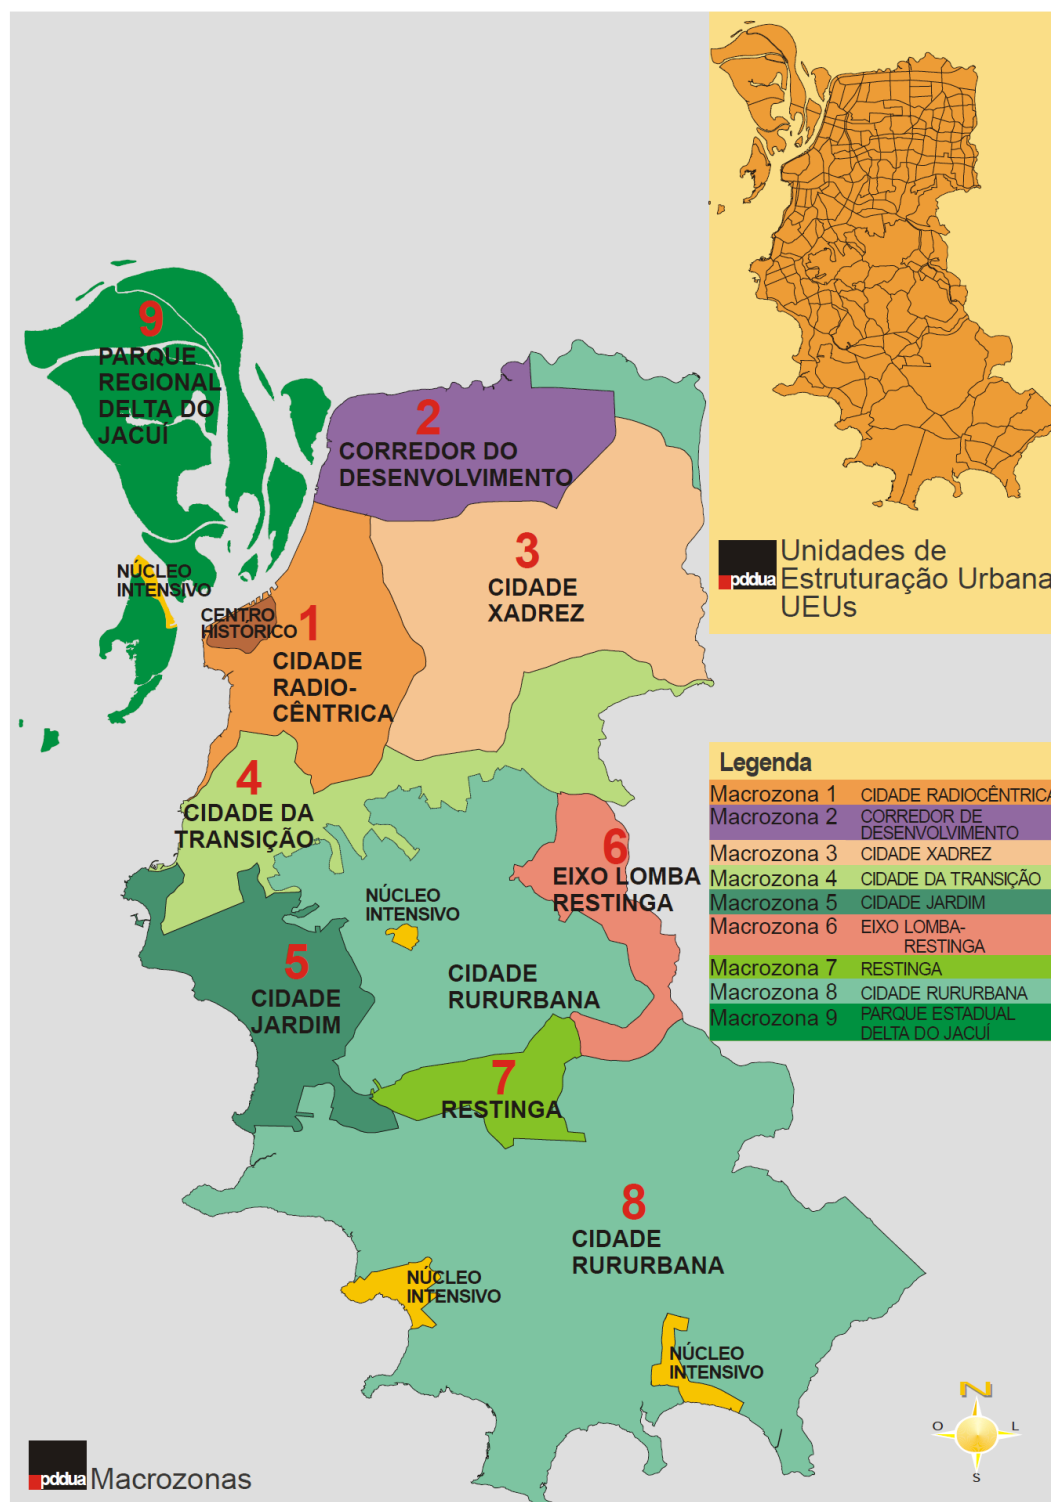 9
PARQUE
REGIONAL
DELTA DO
JACUÍ
2
CORREDOR DO
DESENVOLVIMENTO
3
CIDADE
XADREZ
NÚCLEO
INTENSIVO
CENTRO
HISTÓRICO
1
CIDADE
RADIO-
CÊNTRICA
4
CIDADE DA
TRANSIÇÃO
6
EIXO LOMBA
RESTINGA
NÚCLEO
INTENSIVO
5
CIDADE
JARDIM
CIDADE
RURURBANA
7
RESTINGA
8
CIDADE
RURURBANA
NÚCLEO
INTENSIVO
NÚCLEO
INTENSIVO
pddua
Unidades de
Estruturação Urbana
UEUs
Legenda
Macrozona 1 CIDADE RADIOCÊNTRICA
Macrozona 2 CORREDOR DE
DESENVOLVIMENTO
Macrozona 3 CIDADE XADREZ
Macrozona 4 CIDADE DA TRANSIÇÃO
Macrozona 5 CIDADE JARDIM
Macrozona 6 EIXO LOMBA-
RESTINGA
Macrozona 7 RESTINGA
Macrozona 8 CIDADE RURURBANA
Macrozona 9 PARQUE ESTADUAL
DELTA DO JACUÍ
N
O L
S
pddua Macrozonas